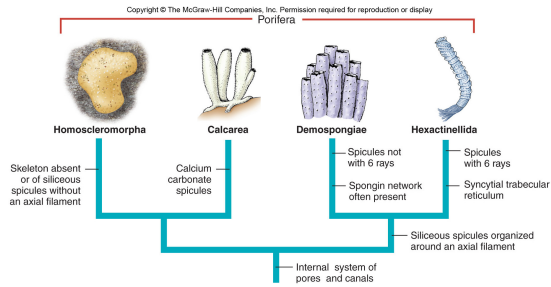 Copyright © The McGraw-Hill Companies, Inc. Permission required for reproduction or display
Porifera
Homoscleromorpha
Calcarea
Demospongiae
Hexactinellida
Skeleton absent
or of siliceous
spicules without
an axial filament
Calcium
carbonate
spicules
Spicules not
with 6 rays
Spongin network
often present
Spicules
with 6 rays
Syncytial trabecular
reticulum
Siliceous spicules organized
around an axial filament
Internal system of
pores and canals